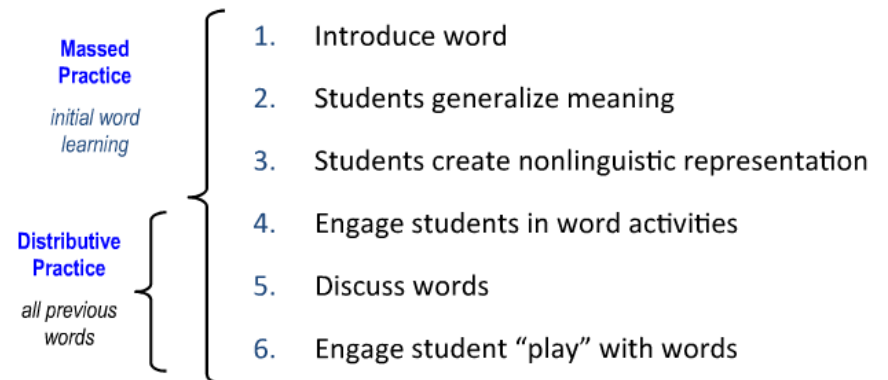 Massed
Practice
initial word
learning
Distributive
Practice
all previous
words
1. Introduce word
2. Students generalize meaning
3. Students create nonlinguistic representation
4. Engage students in word activities
5. Discuss words
6. Engage student “play” with words